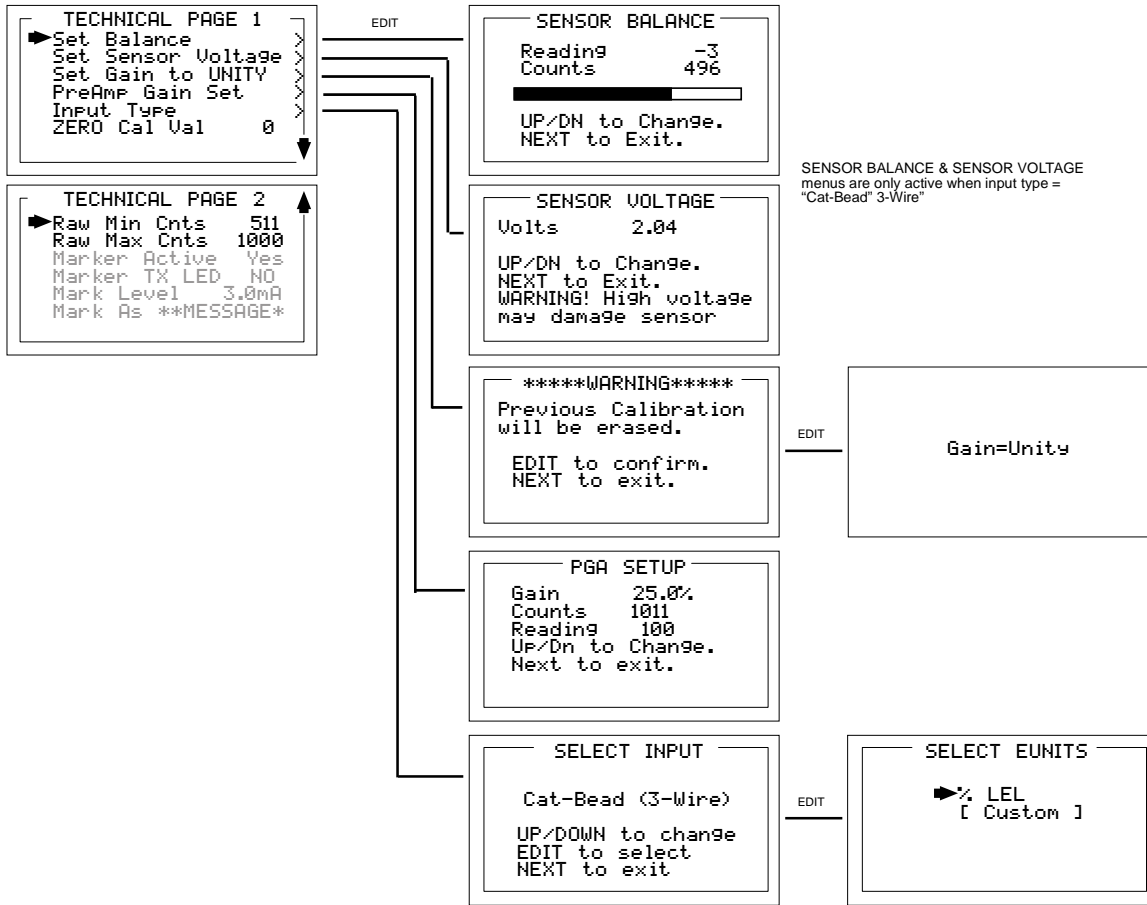 TECHNICAL PAGE 1
Set Balance >
Set Sensor Voltage >
Set Gain to UNITY >
PreAmp Gain Set >
Input Type >
ZERO Cal Val 0
TECHNICAL PAGE 2
Raw Min Cnts 511
Raw Max Cnts 1000
Marker Active Yes
Marker TX LED NO
Mark Level 3.0mA
Mark As **MESSAGE*
EDIT
SENSOR BALANCE
Reading -3
Counts 496
UP/DN to Change.
NEXT to Exit.
SENSOR BALANCE & SENSOR VOLTAGE
menus are only active when input type =
“Cat-Bead” 3-Wire”
SENSOR VOLTAGE
Volts 2.04
UP/DN to Change.
NEXT to Exit.
WARNING! High voltage
may damage sensor
*****WARNING*****
Previous Calibration
will be erased.
EDIT to confirm.
NEXT to exit.
EDIT
Gain=Unity
PGA SETUP
Gain 25.0%
Counts 1011
Reading 100
Up/Dn to Change.
Next to exit.
SELECT INPUT
Cat-Bead (3-Wire)
UP/DOWN to change
EDIT to select
NEXT to exit
EDIT
SELECT EUNITS
% LEL
[ Custom ]